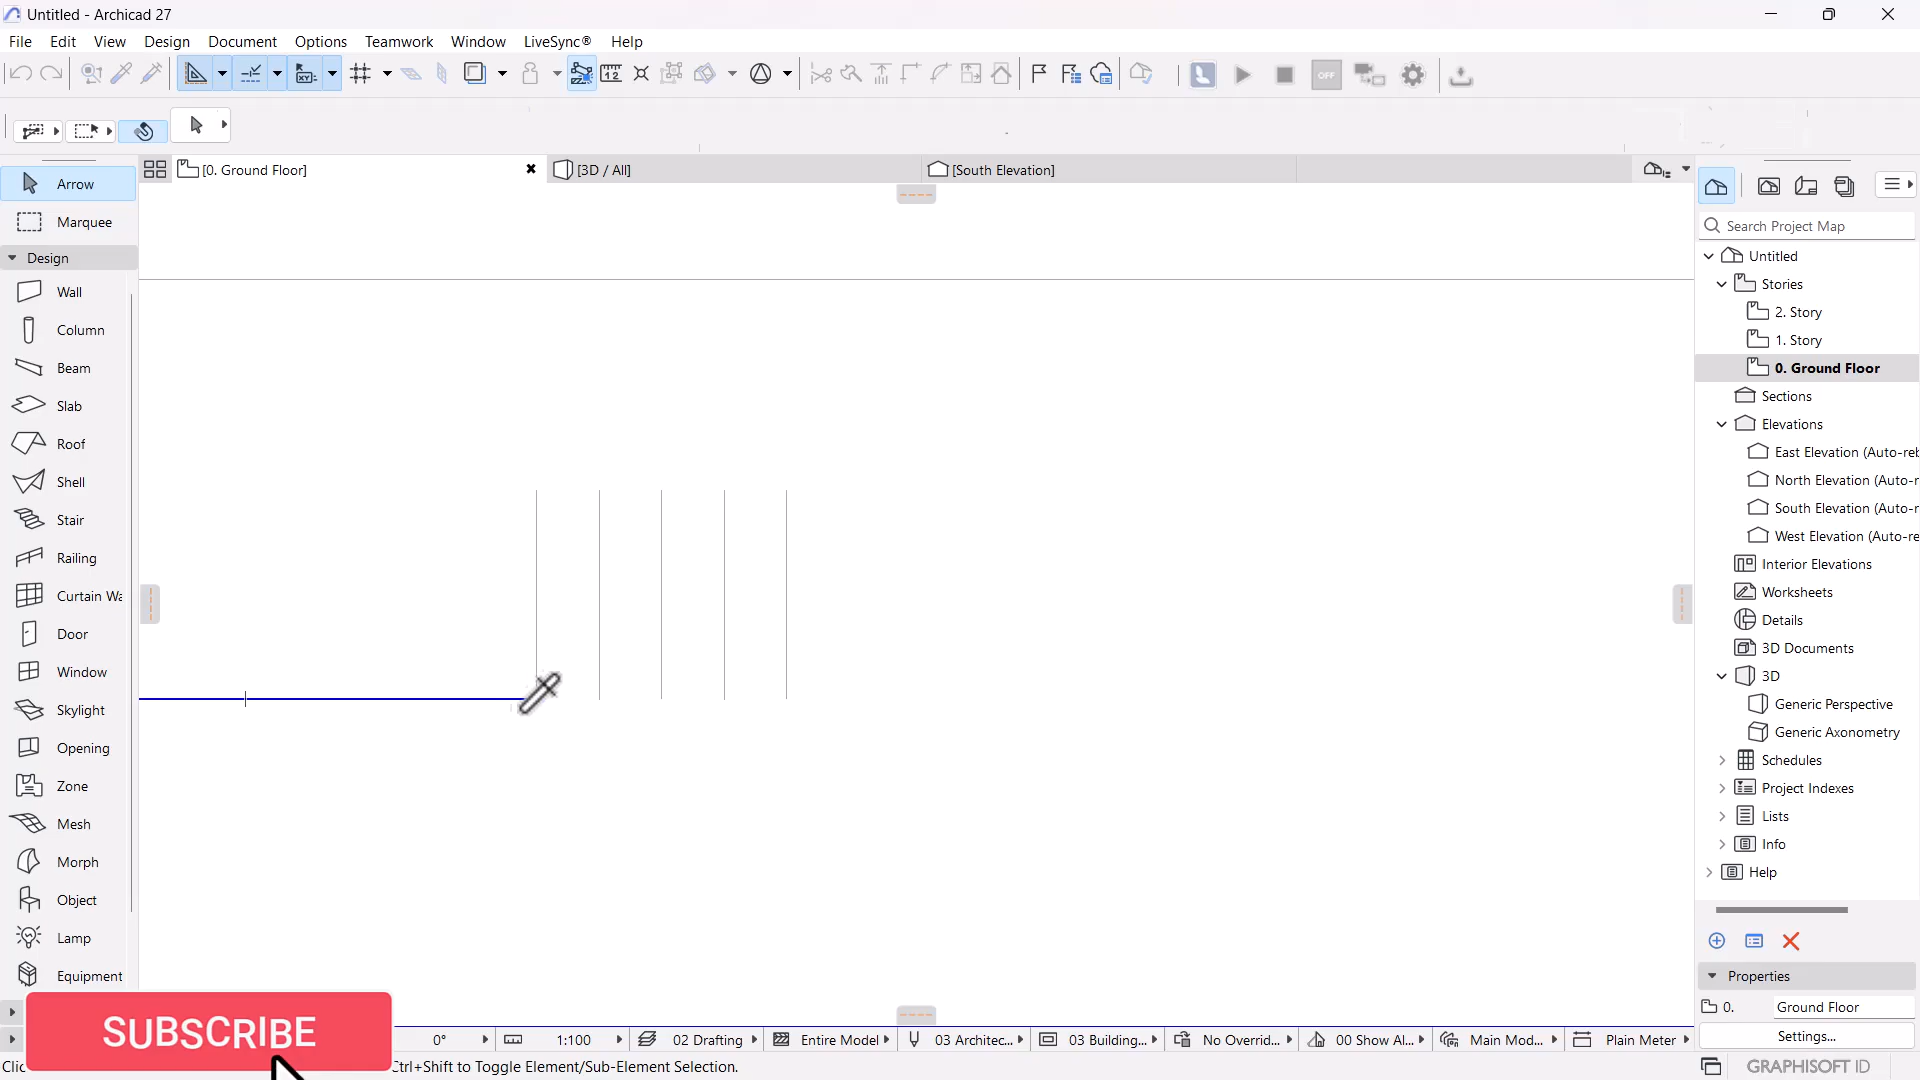 Untitled - Archicad 27
File Edit View Design Document Options Teamwork Window LiveSync® Help
OFF
[0. Ground Floor]
[3D / All]
[South Elevation]
Arrow
Marquee
Design
Wall
Column
Beam
Slab
Roof
Shell
Stair
Railing
Curtain Wa
Door
Window
Skylight
Opening
Zone
Mesh
Morph
Object
Lamp
Equipment
Search Project Map
Untitled
Stories
2. Story
1. Story
0. Ground Floor
Sections
Elevations
East Elevation (Auto-reb
North Elevation (Auto-r
South Elevation (Auto-r
West Elevation (Auto-re
Interior Elevations
Worksheets
Details
3D Documents
3D
Generic Perspective
Generic Axonometry
Schedules
Project Indexes
Lists
Info
Help
Properties
0. Ground Floor
Settings...
SUBSCRIBE
0° 1:100 02 Drafting Entire Model 03 Architec... 03 Building... No Overrid... 00 Show Al... Main Mod... Plain Meter
Clic
Ctrl+Shift to Toggle Element/Sub-Element Selection.
GRAPHISOFT ID